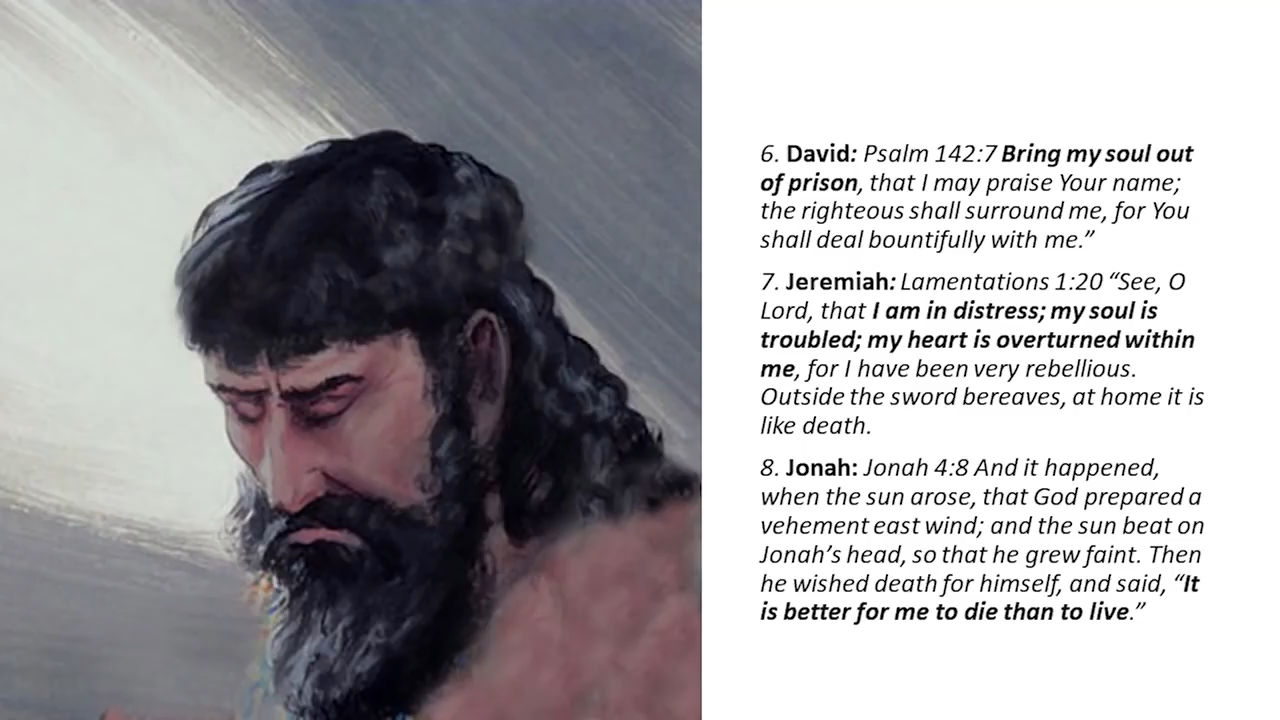 6. David: Psalm 142:7 Bring my soul out
of prison, that I may praise Your name;
the righteous shall surround me, for You
shall deal bountifully with me.”
7. Jeremiah: Lamentations 1:20 “See, O
Lord, that I am in distress; my soul is
troubled; my heart is overturned within
me, for I have been very rebellious.
Outside the sword bereaves, at home it is
like death.
8. Jonah: Jonah 4:8 And it happened,
when the sun arose, that God prepared a
vehement east wind; and the sun beat on
Jonah’s head, so that he grew faint. Then
he wished death for himself, and said, “It
is better for me to die than to live.”